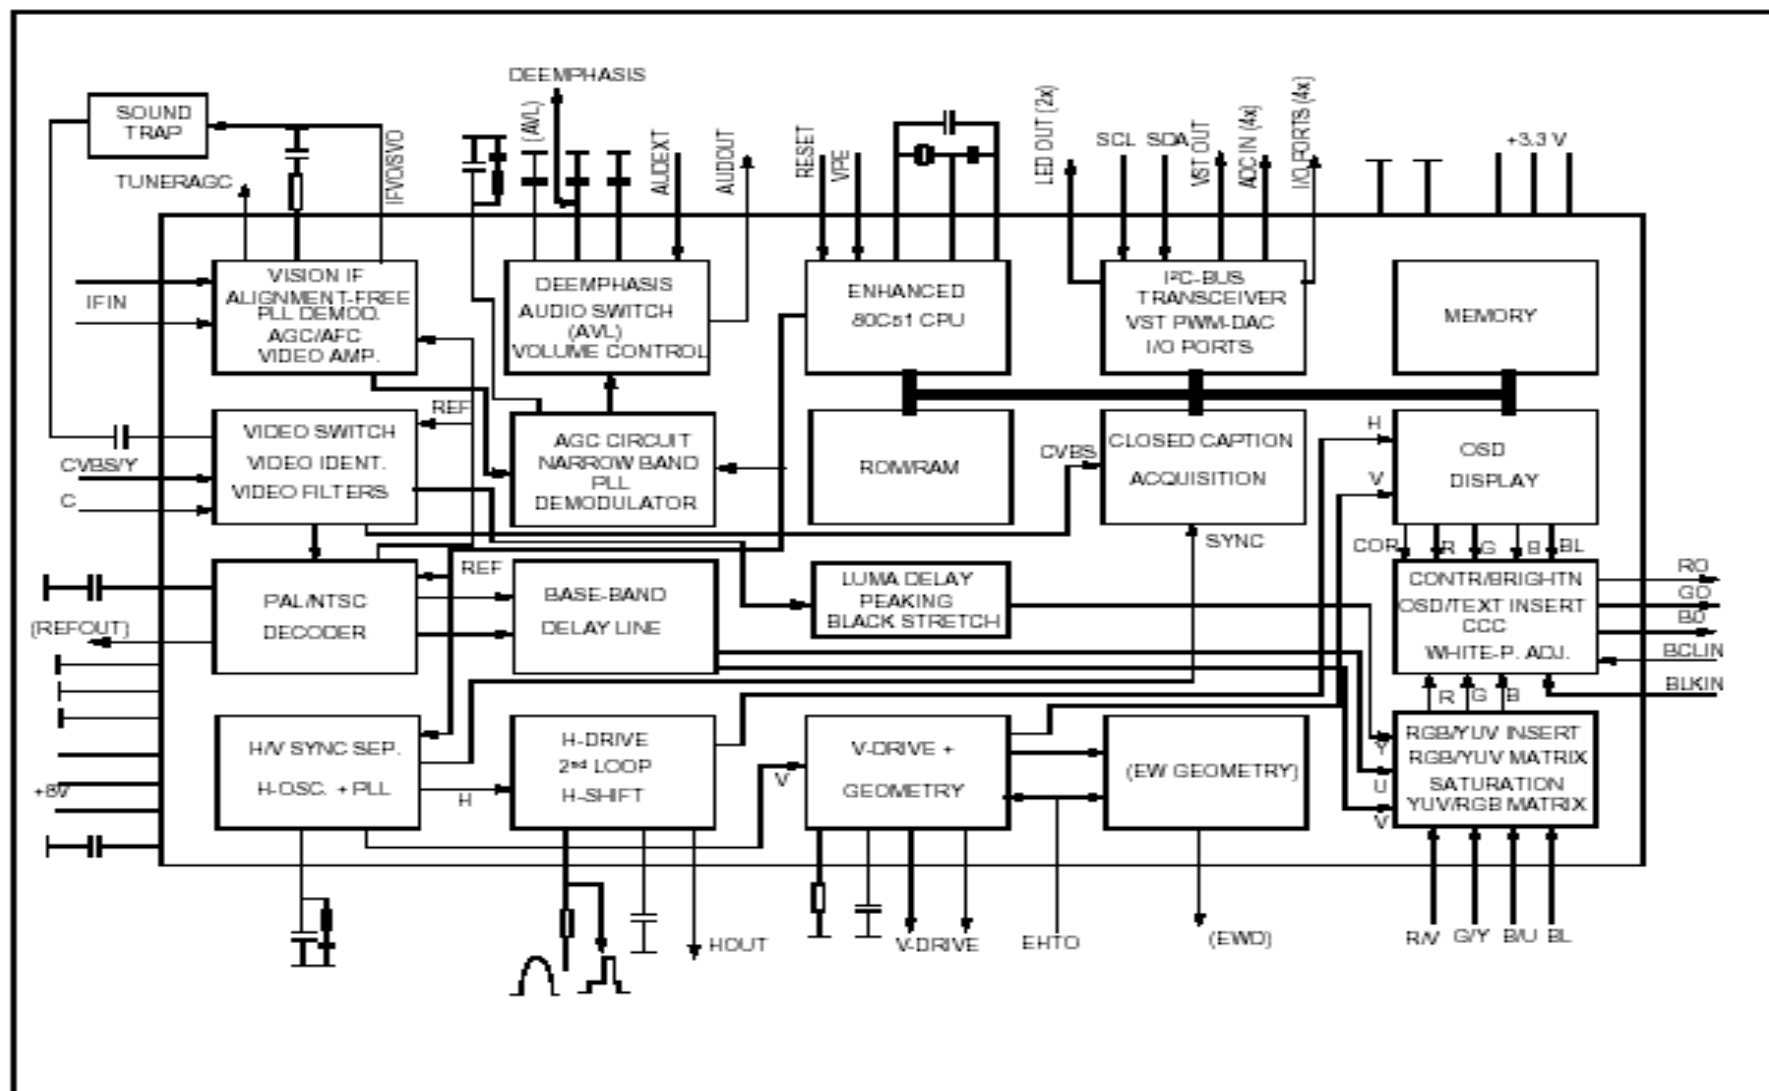 DEEMPHASIS
SOUND
TRAP
(AVL)
AUDEXT
AUDOUT
RESET
VPE
LED OUT (2x)
SCL
SDA
VST OUT
ADC IN (4x)
I/O PORTS (4x)
+3.3 V
TUNERAGC
IFVO/SVO
IFIN
VISION IF
ALIGNMENT-FREE
PLL DEMOD.
AGC/AFC
VIDEO AMP.
DEEMPHASIS
AUDIO SWITCH
(AVL)
VOLUME CONTROL
ENHANCED
80C51 CPU
I²C-BUS
TRANSCEIVER
VST PWM-DAC
I/O PORTS
MEMORY
REF
CVBS/Y
C
VIDEO SWITCH
VIDEO IDENT.
VIDEO FILTERS
AGC CIRCUIT
NARROW BAND
PLL
DEMODULATOR
ROM/RAM
CVBS
CLOSED CAPTION
ACQUISITION
H
V
OSD
DISPLAY
SYNC
COR
R
G
B
BL
REF
(REFOUT)
PAL/NTSC
DECODER
BASE-BAND
DELAY LINE
LUMA DELAY
PEAKING
BLACK STRETCH
CONTR/BRIGHTN
OSD/TEXT INSERT
CCC
WHITE-P. ADJ.
RO
GO
BO
BCLIN
BLKIN
R
G
B
+8V
H/V SYNC SEP.
H-OSC. + PLL
H
H-DRIVE
2nd LOOP
H-SHIFT
V
V-DRIVE +
GEOMETRY
(EW GEOMETRY)
Y
U
V
RGB/YUV INSERT
RGB/YUV MATRIX
SATURATION
YUV/RGB MATRIX
HOUT
V-DRIVE
EHTO
(EWD)
R/V
G/Y
B/U
BL